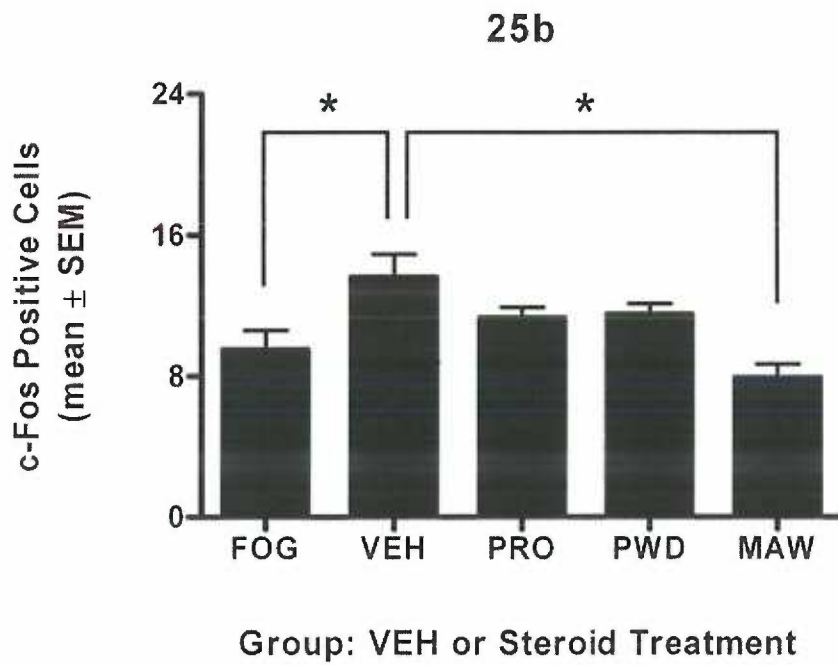 25b
c-Fos Positive Cells
(mean ± SEM)
24
16
8
0
* *
FOG VEH PRO PWD MAW
Group: VEH or Steroid Treatment